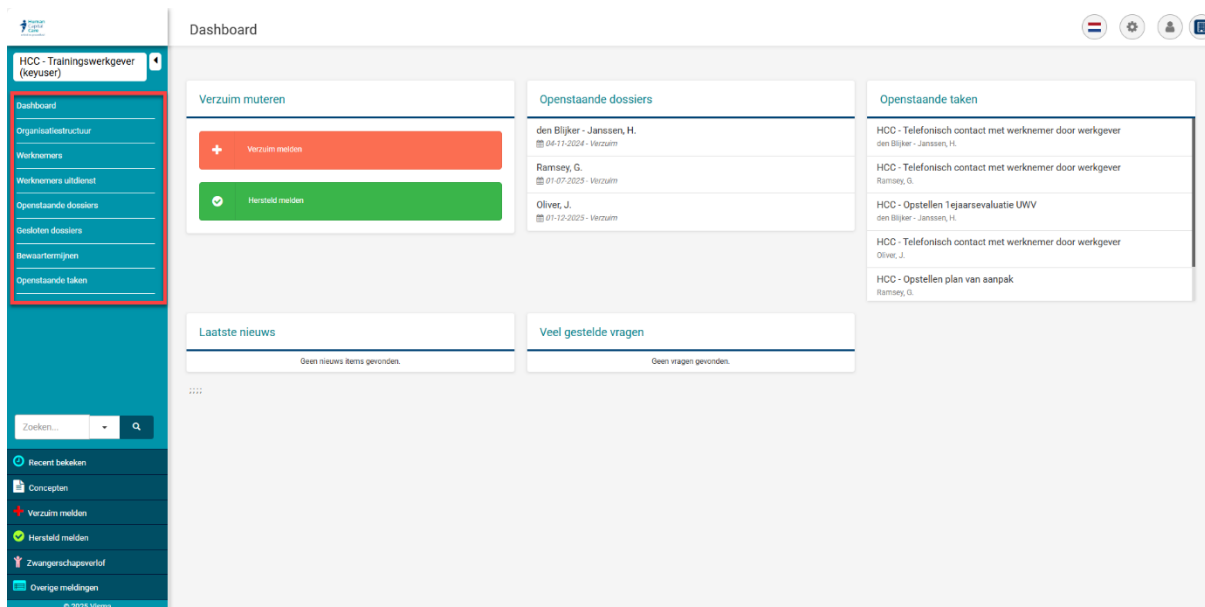 Human
Capital
Care
Dashboard
HCC - Trainingswerkgever
(keyuser)
Dashboard
Organisatiestructuur
Werknemers
Werknemers uitdienst
Openstaande dossiers
Gesloten dossiers
Bewaartermijnen
Openstaande taken
Verzuim muteren
Verzuim melden
Hersteld melden
Openstaande dossiers
den Blijker - Janssen, H.
04-11-2024 - Verzuim
Ramsey, G.
01-07-2025 - Verzuim
Oliver, J.
01-12-2025 - Verzuim
Openstaande taken
HCC - Telefonisch contact met werknemer door werkgever
den Blijker - Janssen, H.
HCC - Telefonisch contact met werknemer door werkgever
Ramsey, G.
HCC - Opstellen 1ejaarsevaluatie UWV
den Blijker - Janssen, H.
HCC - Telefonisch contact met werknemer door werkgever
Oliver, J.
HCC - Opstellen plan van aanpak
Ramsey, G.
Laatste nieuws
Geen nieuws items gevonden.
Veel gestelde vragen
Geen vragen gevonden.
;;;;
Zoeken...
Recent bekeken
Concepten
Verzuim melden
Hersteld melden
Zwangerschapsverlof
Overige meldingen
© 2025 Visma